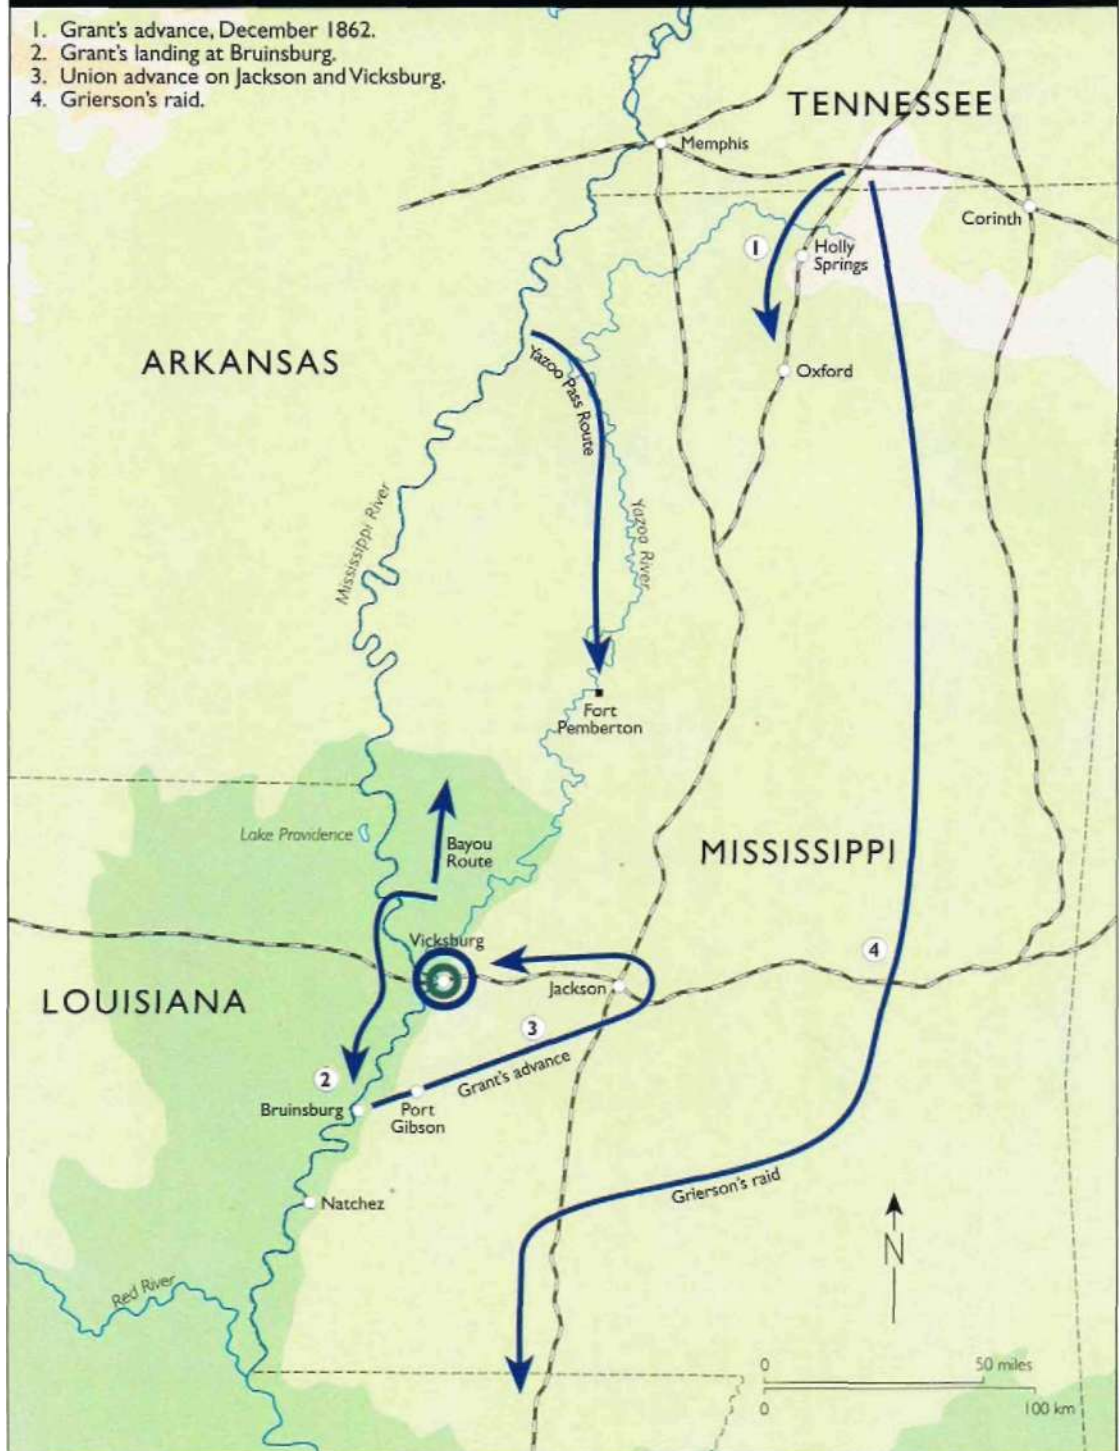 1. Grant's advance, December 1862.
2. Grant's landing at Bruinsburg.
3. Union advance on Jackson and Vicksburg.
4. Grierson's raid.
TENNESSEE
Memphis
Corinth
1
Holly
Springs
ARKANSAS
Yazoo Pass Route
Oxford
Mississippi River
Yazoo River
Fort
Pemberton
Lake Providence
Bayou
Route
MISSISSIPPI
Vicksburg
4
LOUISIANA
Jackson
3
Grant's advance
2
Bruinsburg
Port
Gibson
Grierson's raid
Natchez
N
Red River
0
50 miles
0
100 km